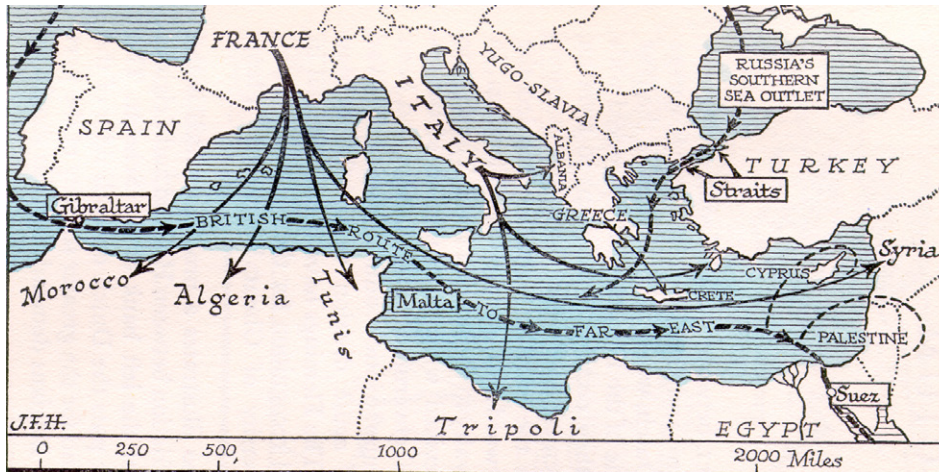 FRANCE
SPAIN
ITALY
YUGO-SLAVIA
ALBANIA
GREECE
RUSSIA'S
SOUTHERN
SEA OUTLET
TURKEY
Straits
Gibraltar
BRITISH ROUTE TO FAR EAST
Morocco
Algeria
Tunis
Malta
CRETE
CYPRUS
Syria
PALESTINE
Suez
Tripoli
EGYPT
J.F.H.
0 250 500, 1000 2000 Miles